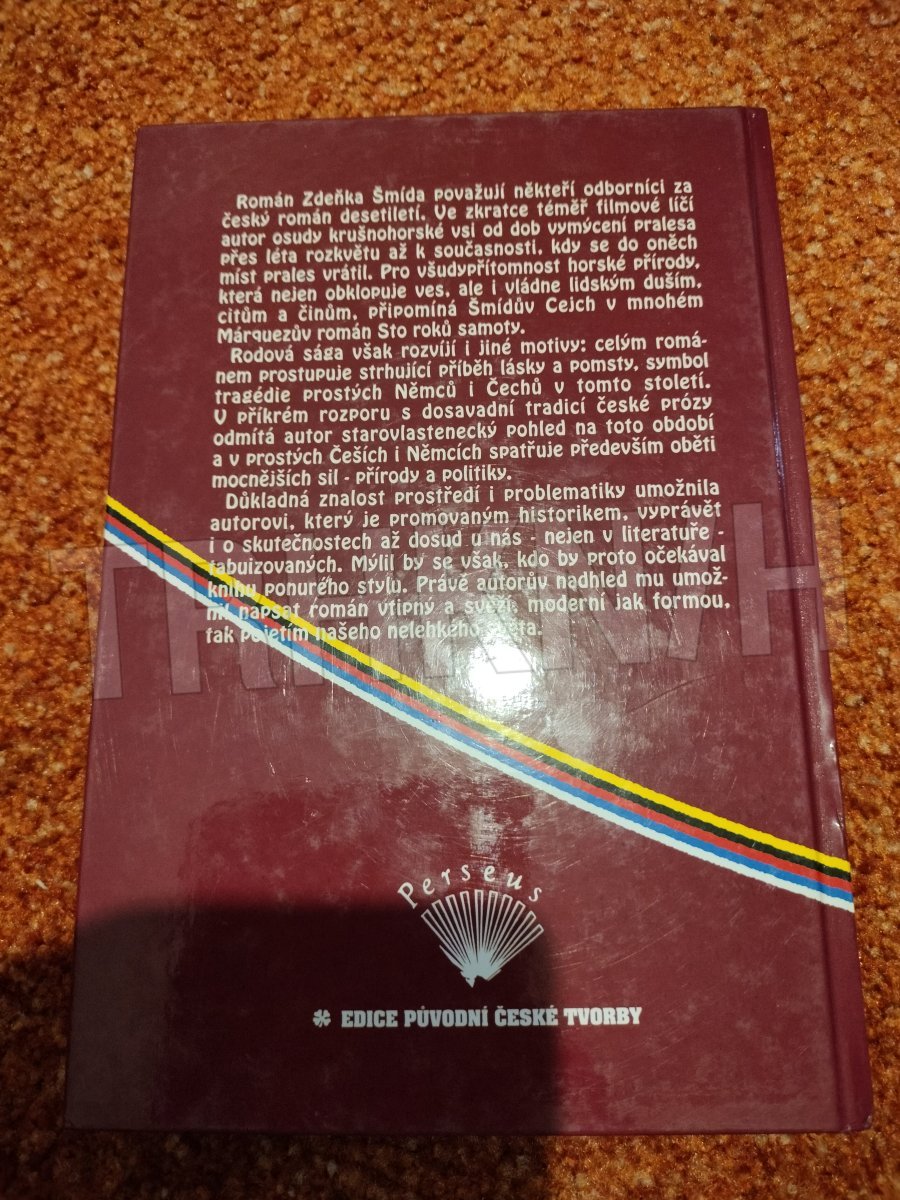 Román Zdeňka Šmída považují někteří odborníci za
český román desetiletí. Ve zkratce téměř filmové líčí
autor osudy krušnohorské vsi od dob vymýcení pralesa
přes léta rozkvětu až k současnosti, kdy se do oněch
míst prales vrátil. Pro všudypřítomnost horské přírody,
která nejen obklopuje ves, ale i vládne lidským duším,
citům a činům, připomíná Šmídův Cejch v mnohém
Márquezův román Sto roků samoty.
Rodová sága však rozvíjí i jiné motivy: celým romá-
nem prostupuje strhující příběh lásky a pomsty, symbol
tragédie prostých Němců i Čechů v tomto století.
V příkrém rozporu s dosavadní tradicí české prózy
odmítá autor starovlastenecký pohled na toto období
a v prostých Češích i Němcích spatřuje především oběti
mocnějších sil - přírody a politiky.
Důkladná znalost prostředí i problematiky umožnila
autorovi, který je promovaným historikem, vyprávět
i o skutečnostech až dosud u nás - nejen v literatuře -
tabuizovaných. Mýlil by se však, kdo by proto očekával
knihu ponurého stylu. Právě autorův nadhled mu umož-
nil napsat román vtipný a svěží, moderní jak formou,
tak pojetím našeho nelehkého světa.
Perseus
EDICE PŮVODNÍ ČESKÉ TVORBY